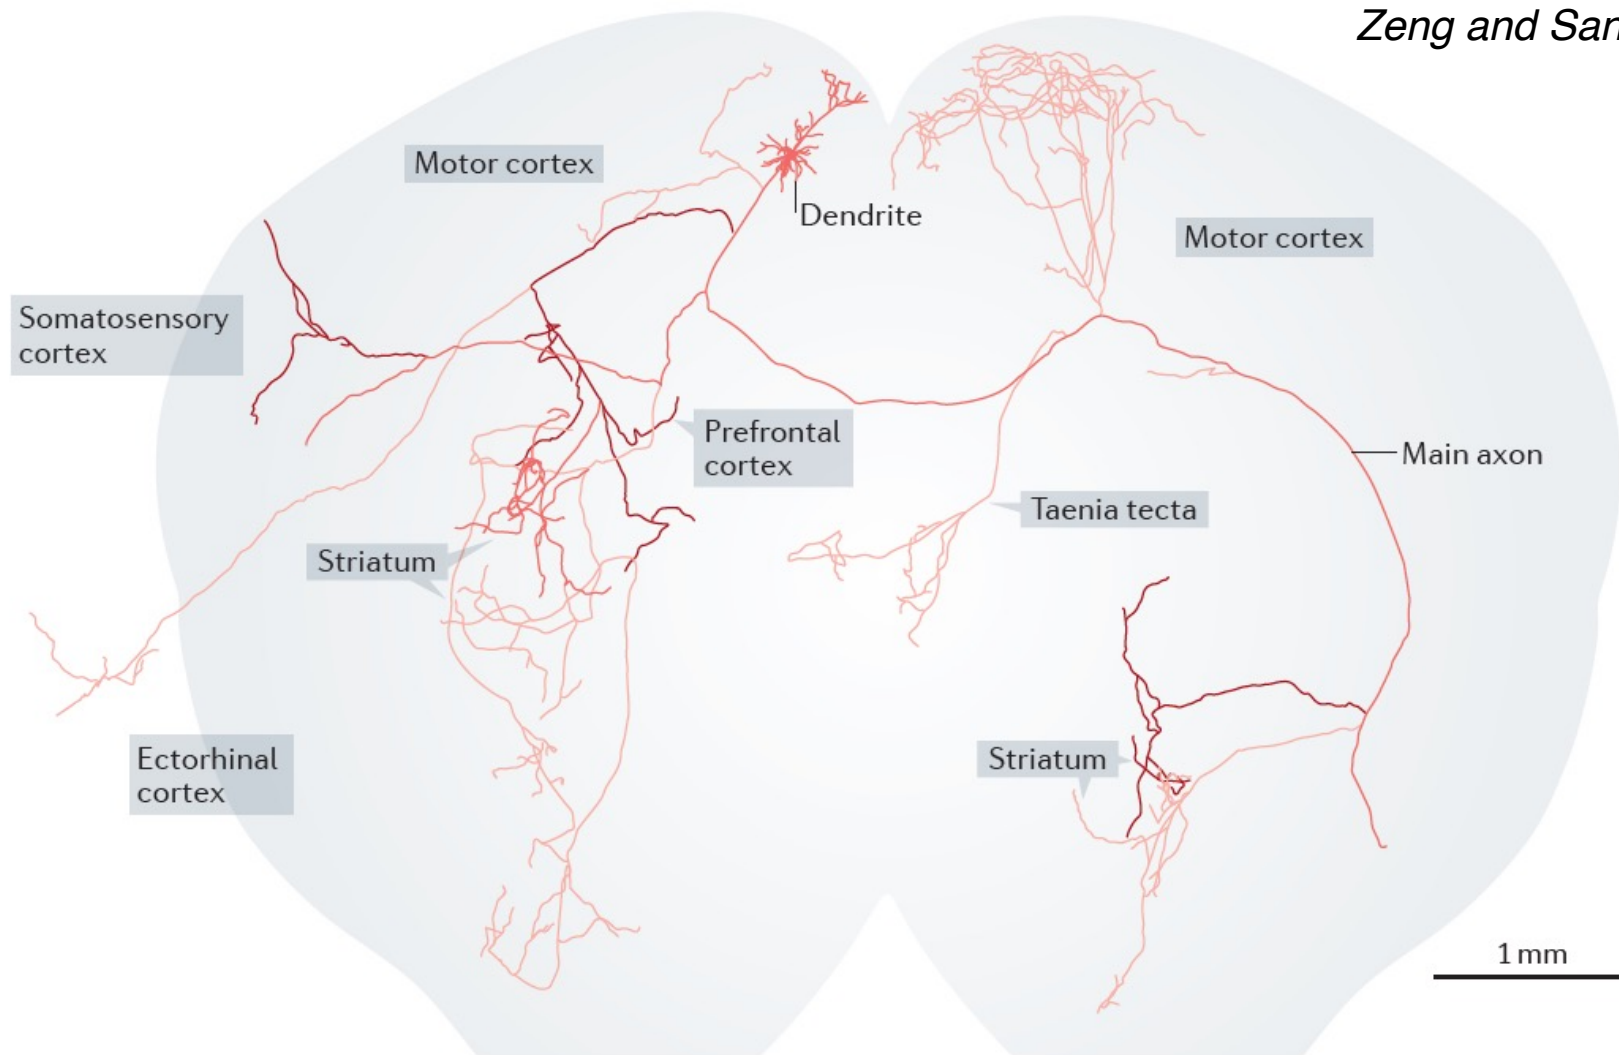 Zeng and San
Motor cortex
Dendrite
Motor cortex
Somatosensory
cortex
Prefrontal
cortex
Main axon
Taenia tecta
Striatum
Ectorhinal
cortex
Striatum
1 mm